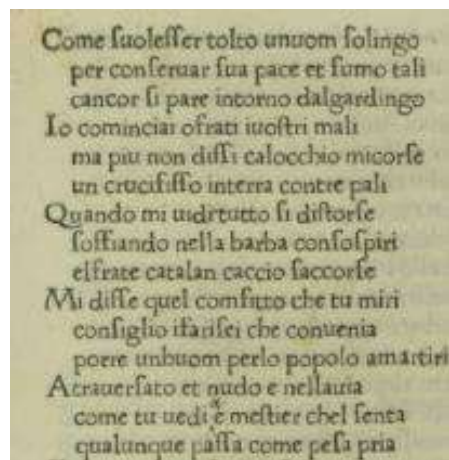 Come ſuoleſſer tolto unuom ſolingo
per conſeruar ſua pace et fumo tali
cancor ſi pare intorno dalgardingo
Io cominciai ofrati iuoſtri mali
ma piu non diſſi calocchio micorſe
un crucifiſſo interra contre pali
Quando mi uidetutto ſi diſtorſe
ſoffiando nella barba conſoſpiri
elfrate catalan caccio ſaccorſe
Mi diſſe quel comfitto che tu miri
conſiglio ifariſei che conuenia
porre unhuom perlo popolo amartiri
Atrauerſato et nudo e nellauia
come tu uedi e meſtier chel ſenta
qualunque paſſa come peſa pria